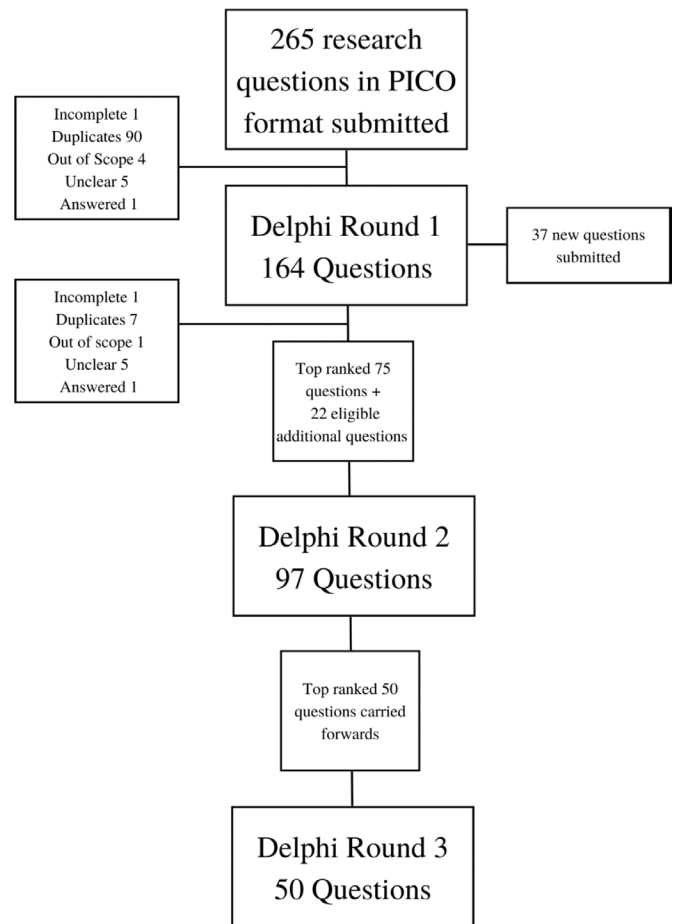 265 research
questions in PICO
format submitted
Incomplete 1
Duplicates 90
Out of Scope 4
Unclear 5
Answered 1
Delphi Round 1
164 Questions
37 new questions
submitted
Incomplete 1
Duplicates 7
Out of scope 1
Unclear 5
Answered 1
Top ranked 75
questions +
22 eligible
additional questions
Delphi Round 2
97 Questions
Top ranked 50
questions carried
forwards
Delphi Round 3
50 Questions